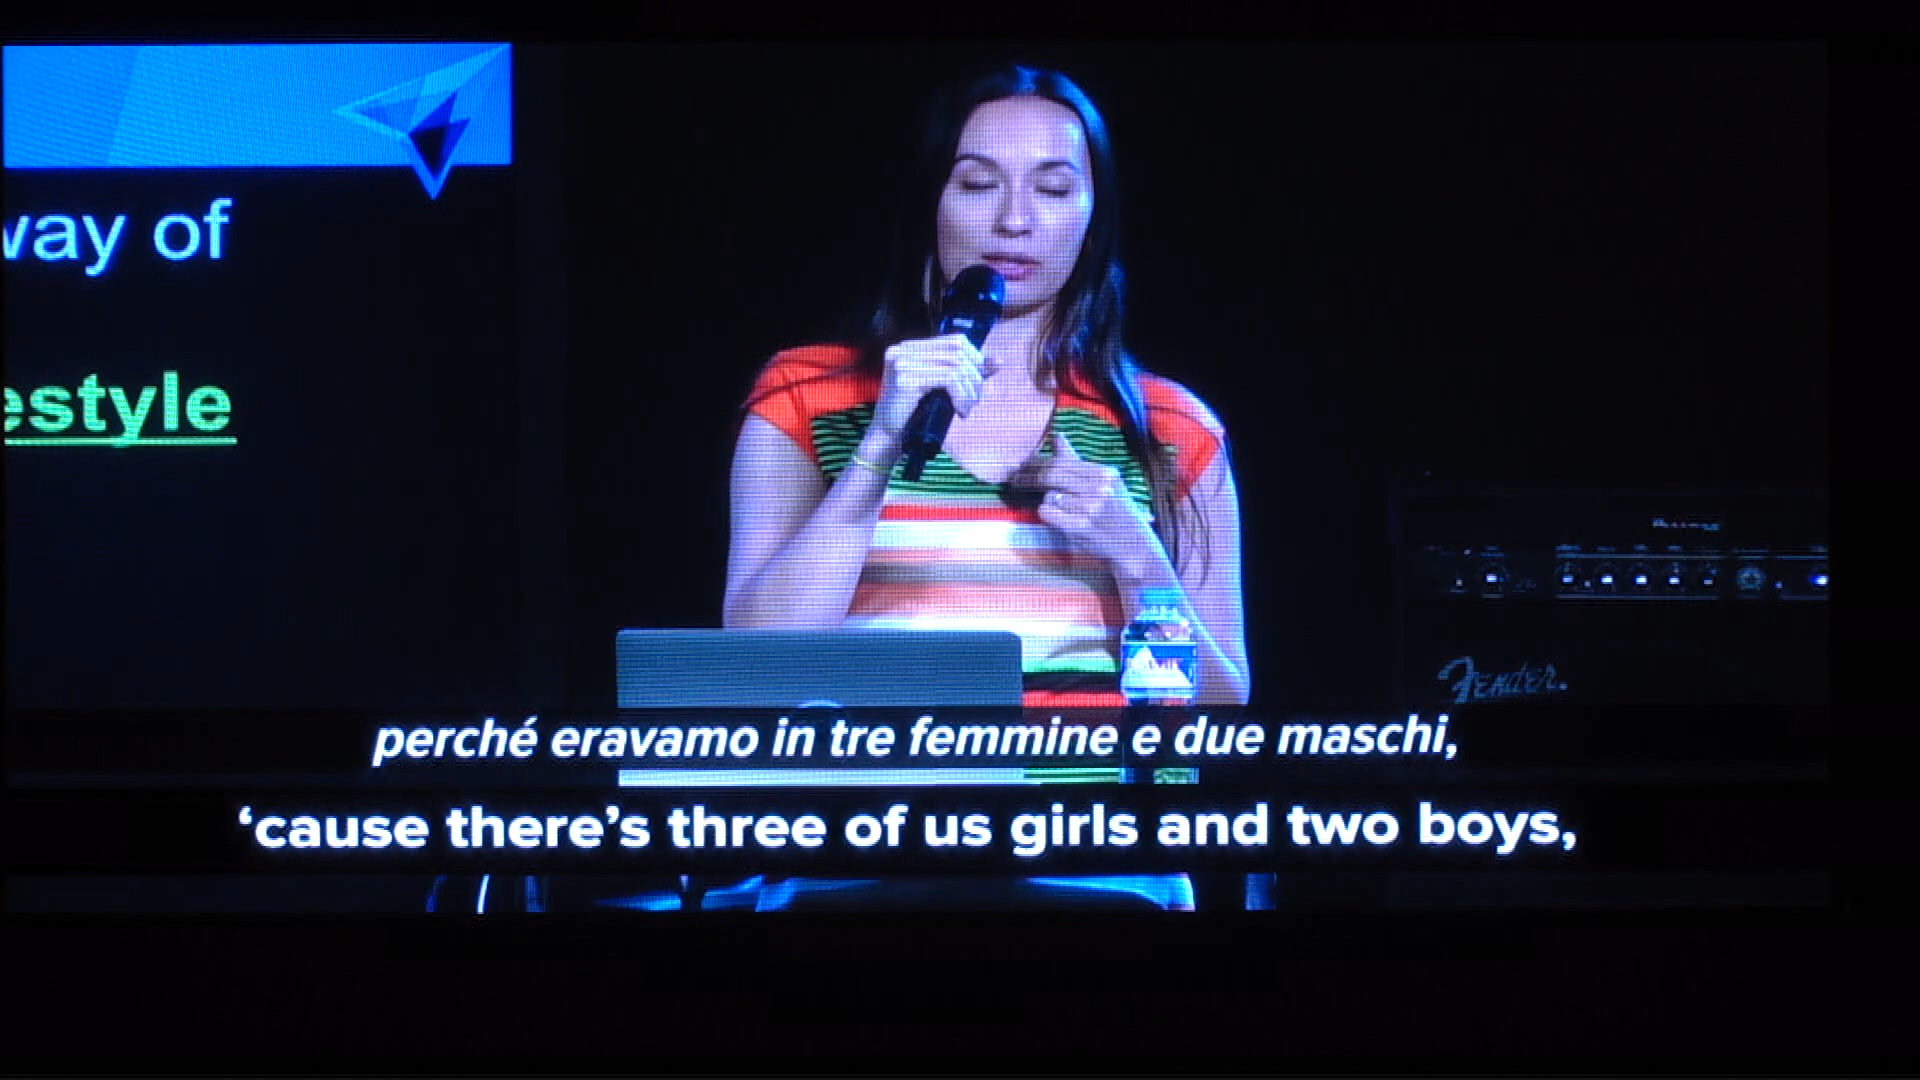 way of
estyle
Fender.
perché eravamo in tre femmine e due maschi,
‘cause there’s three of us girls and two boys,